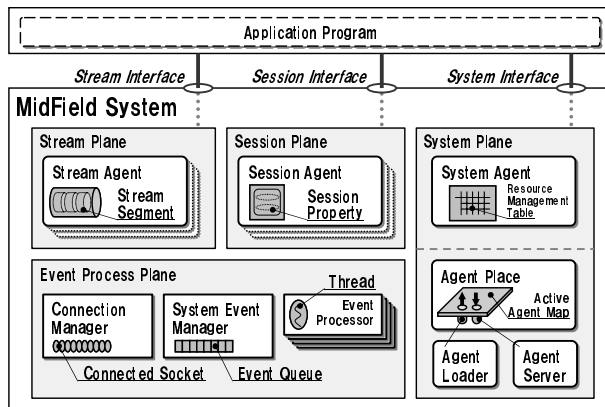 Application Program
Stream Interface
Session Interface
System Interface
MidField System
Stream Plane
Stream Agent
Stream
Segment
Session Plane
Session Agent
Session
Property
System Plane
System Agent
Resource
Management
Table
Event Process Plane
Connection
Manager
Connected Socket
System Event
Manager
Event Queue
Thread
Event
Processor
Agent Place
Active
Agent Map
Agent
Loader
Agent
Server